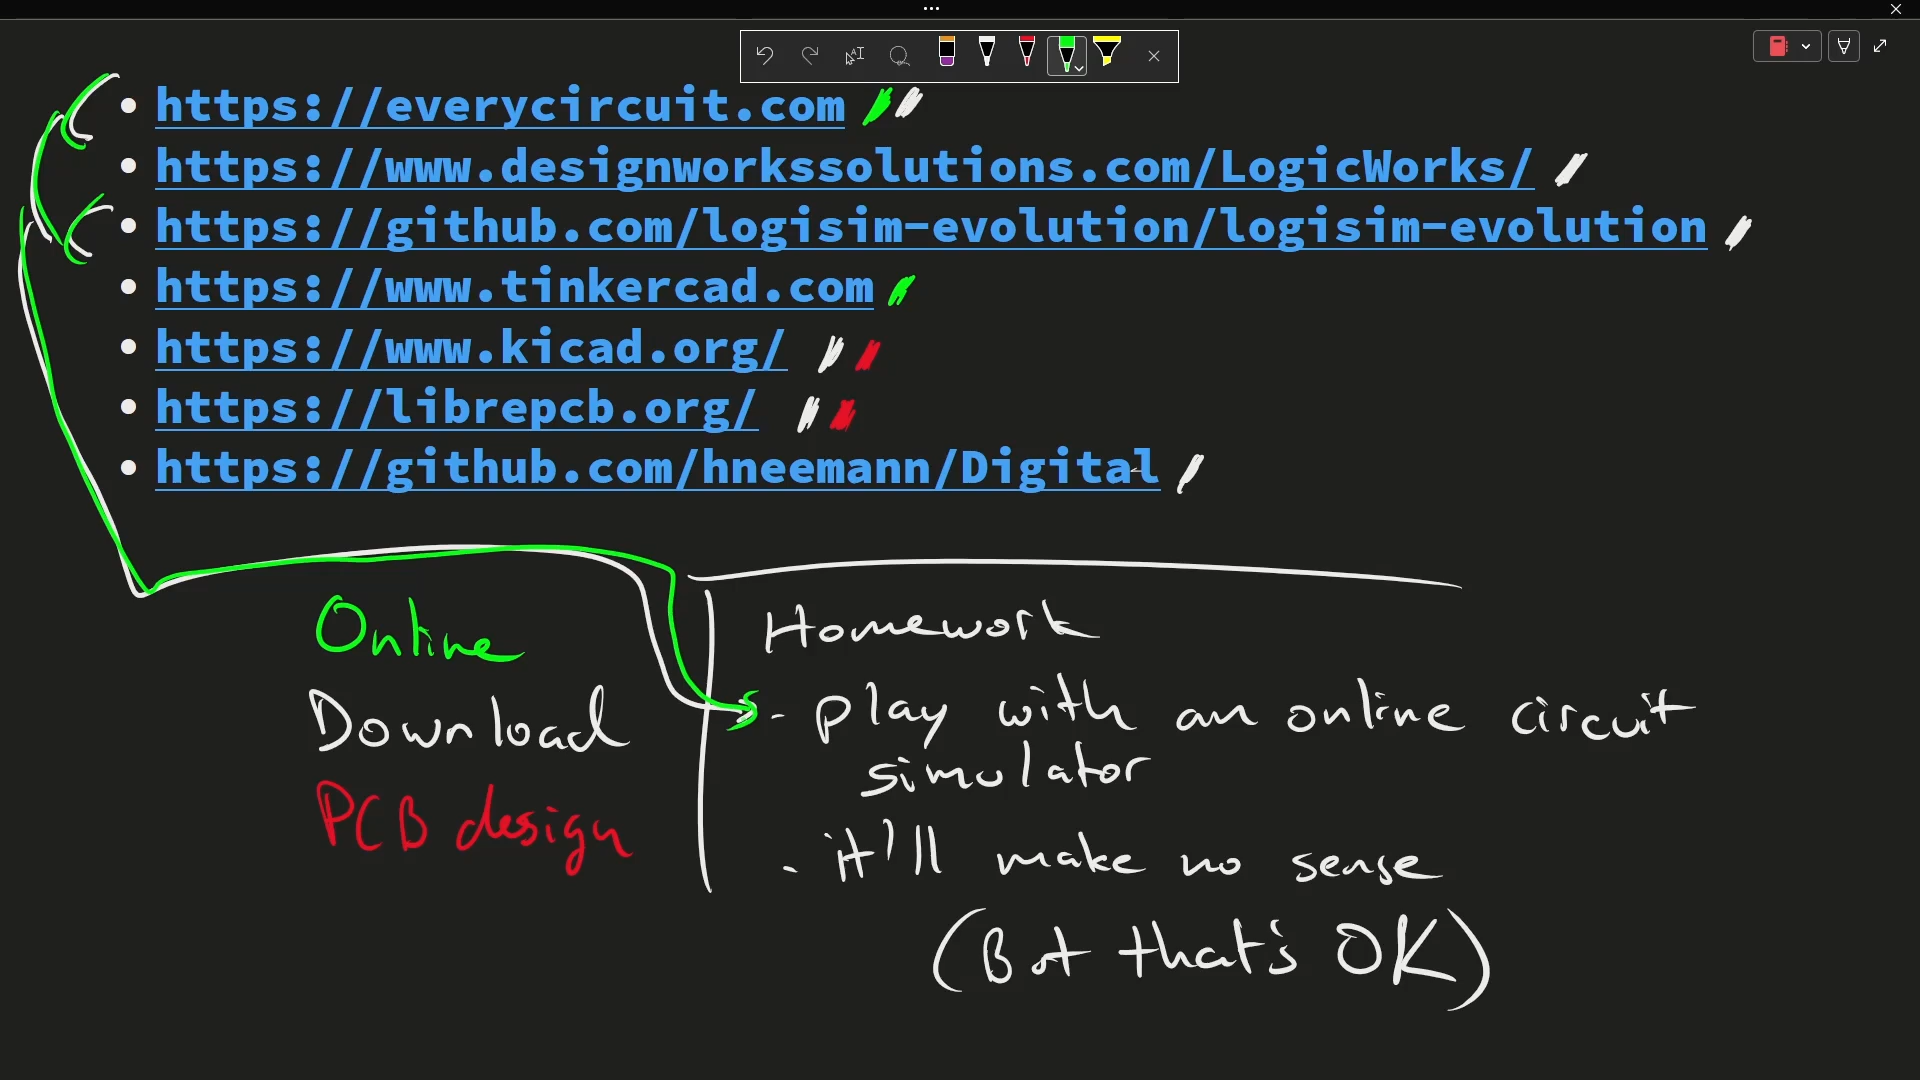 • https://everycircuit.com
• https://www.designworkssolutions.com/LogicWorks/
• https://github.com/logisim-evolution/logisim-evolution
• https://www.tinkercad.com
• https://www.kicad.org/
• https://librepcb.org/
• https://github.com/hneemann/Digital
Online
Download
PCB design
Homework
- play with an online circuit
simulator
- it'll make no sense
(But that's OK)